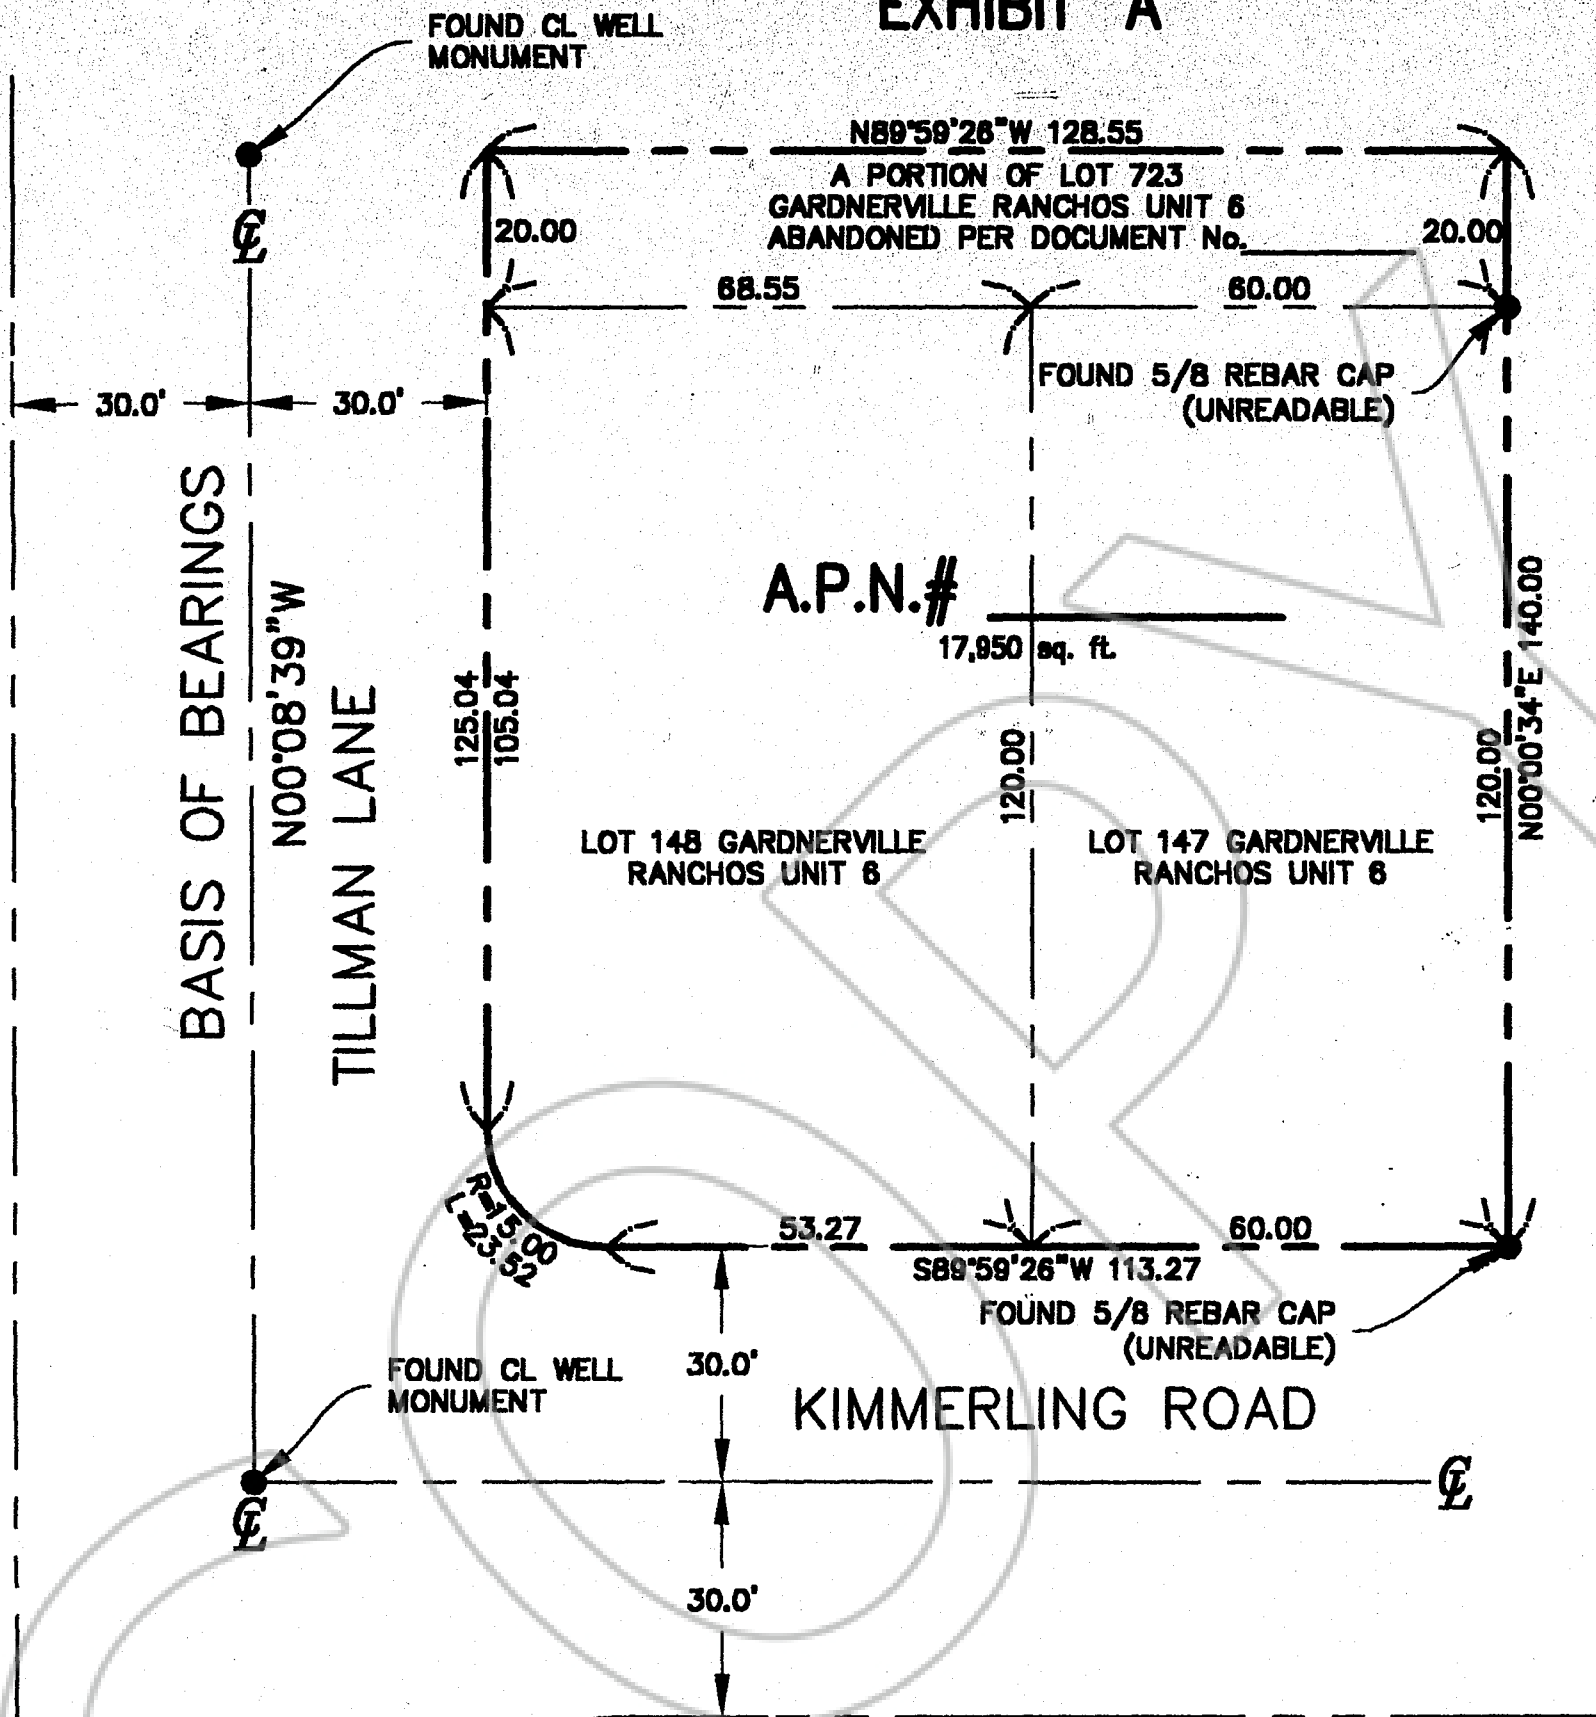 EXHIBIT A
FOUND CL WELL
MONUMENT
N89°59'26"W 128.55
A PORTION OF LOT 723
GARDNERVILLE RANCHOS UNIT 6
ABANDONED PER DOCUMENT No.
20.00
20.00
℄
68.55
60.00
FOUND 5/8 REBAR CAP
(UNREADABLE)
30.0'
30.0'
BASIS OF BEARINGS
N00°08'39"W
TILLMAN LANE
A.P.N.#
17,950 sq. ft.
125.04
105.04
120.00
120.00
N00°00'34"E 140.00
LOT 148 GARDNERVILLE
RANCHOS UNIT 6
LOT 147 GARDNERVILLE
RANCHOS UNIT 6
R=15.00
L=23.52
53.27
60.00
S89°59'26"W 113.27
FOUND 5/8 REBAR CAP
(UNREADABLE)
30.0'
FOUND CL WELL
MONUMENT
KIMMERLING ROAD
℄
℄
30.0'
COPY